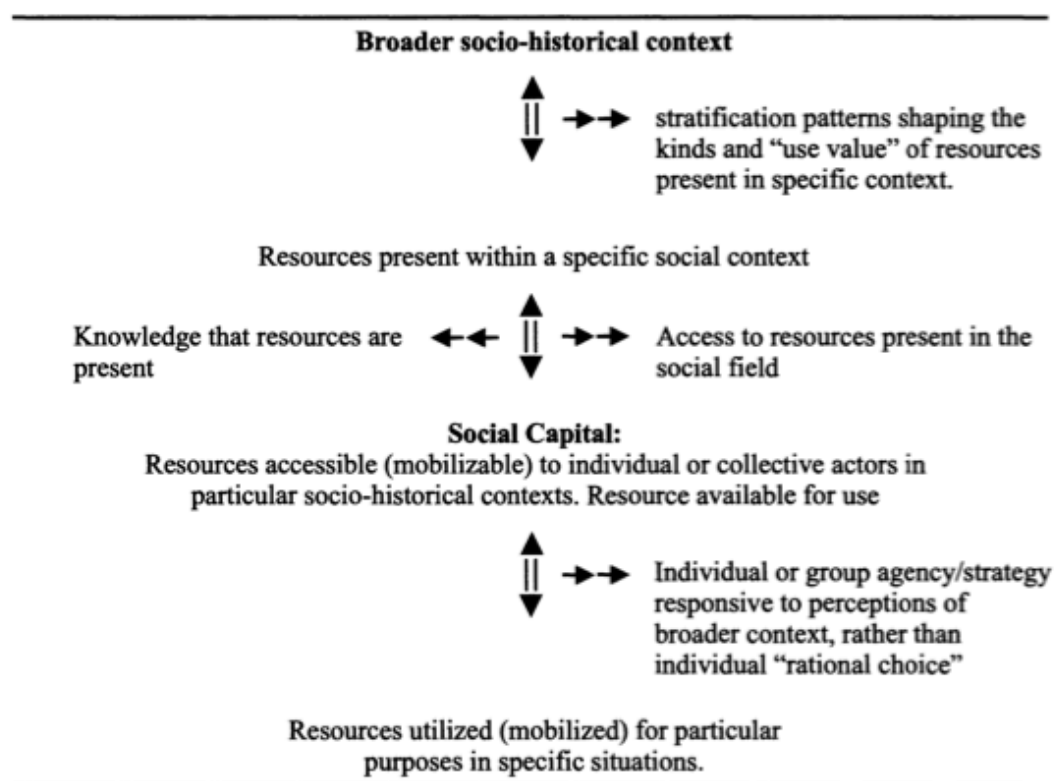 Broader socio-historical context
stratification patterns shaping the
kinds and “use value” of resources
present in specific context.
Resources present within a specific social context
Knowledge that resources are
present
Access to resources present in the
social field
Social Capital:
Resources accessible (mobilizable) to individual or collective actors in
particular socio-historical contexts. Resource available for use
Individual or group agency/strategy
responsive to perceptions of
broader context, rather than
individual “rational choice”
Resources utilized (mobilized) for particular
purposes in specific situations.